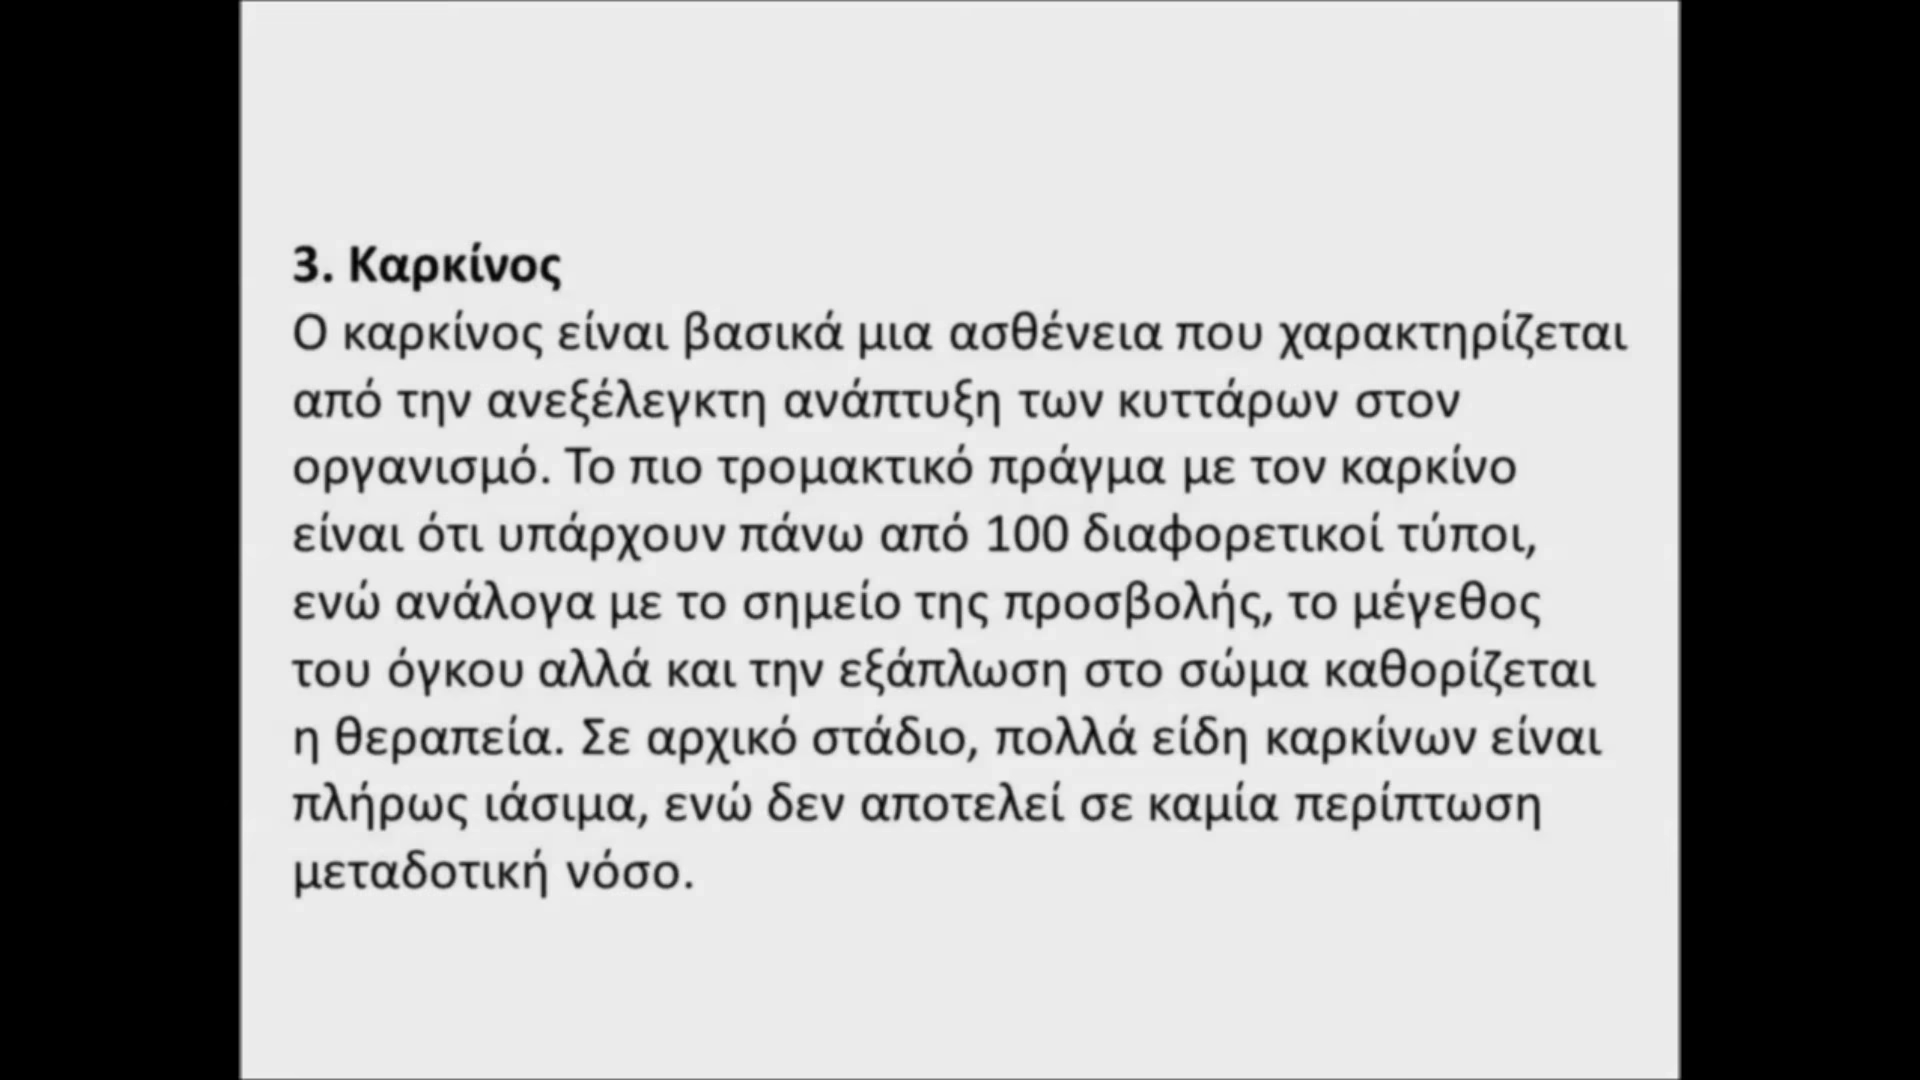 3. Καρκίνος
Ο καρκίνος είναι βασικά μια ασθένεια που χαρακτηρίζεται
από την ανεξέλεγκτη ανάπτυξη των κυττάρων στον
οργανισμό. Το πιο τρομακτικό πράγμα με τον καρκίνο
είναι ότι υπάρχουν πάνω από 100 διαφορετικοί τύποι,
ενώ ανάλογα με το σημείο της προσβολής, το μέγεθος
του όγκου αλλά και την εξάπλωση στο σώμα καθορίζεται
η θεραπεία. Σε αρχικό στάδιο, πολλά είδη καρκίνων είναι
πλήρως ιάσιμα, ενώ δεν αποτελεί σε καμία περίπτωση
μεταδοτική νόσο.